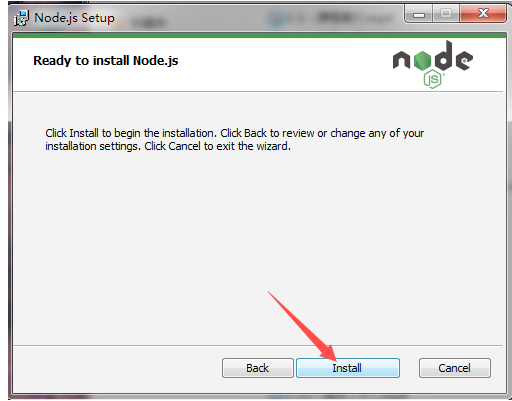 Node.js Setup
Ready to install Node.js
node
JS
Click Install to begin the installation. Click Back to review or change any of your
installation settings. Click Cancel to exit the wizard.
Back
Install
Cancel